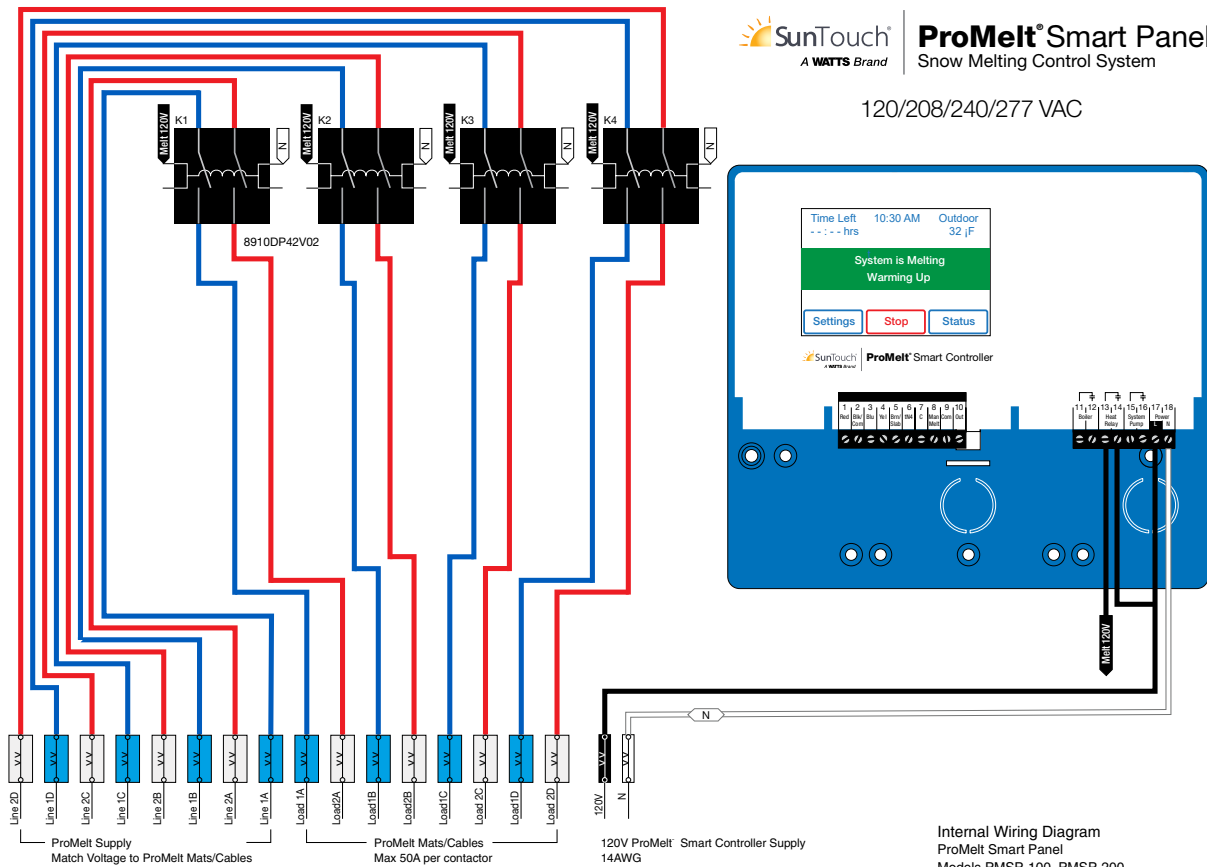 SunTouch®
A WATTS Brand
ProMelt® Smart Panel
Snow Melting Control System
120/208/240/277 VAC
Melt 120V
K1
N
Melt 120V
K2
N
Melt 120V
K3
N
Melt 120V
K4
N
8910DP42V02
Time Left 10:30 AM Outdoor
- - : - - hrs 32 ¡F
System is Melting
Warming Up
Settings Stop Status
SunTouch ProMelt® Smart Controller
A WATTS Brand
1 2 3 4 5 6 7 8 9 10
Red Blk/Com Blu Yel Brn/Slab tN4 C Man Melt Com Out
11 12 13 14 15 16 17 18
Boiler Heat Relay System Pump Power
L N
Melt 120V
N
Line 2D
Line 1D
Line 2C
Line 1C
Line 2B
Line 1B
Line 2A
Line 1A
Load 1A
Load2A
Load1B
Load2B
Load1C
Load 2C
Load1D
Load 2D
120V
N
ProMelt Supply
Match Voltage to ProMelt Mats/Cables
ProMelt Mats/Cables
Max 50A per contactor
120V ProMelt Smart Controller Supply
14AWG
Internal Wiring Diagram
ProMelt Smart Panel